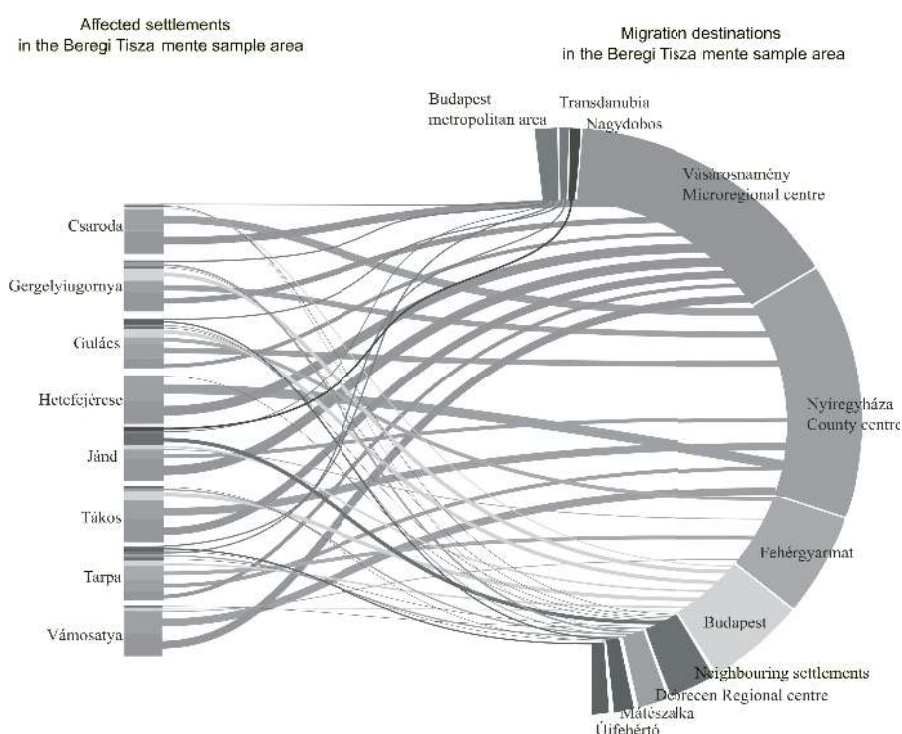 Affected settlements
in the Beregi Tisza mente sample area
Migration destinations
in the Beregi Tisza mente sample area
Budapest
metropolitan area
Transdanubia
Nagydobos
Vásárosnamény
Microregional centre
Csaroda
Gergelyiugornya
Gulács
Hetefejérese
Jánd
Tákos
Tarpa
Vámosatya
Nyíregyháza
County centre
Fehérgyarmat
Budapest
Neighbouring settlements
Debrecen Regional centre
Mátészalka
Újfehértó